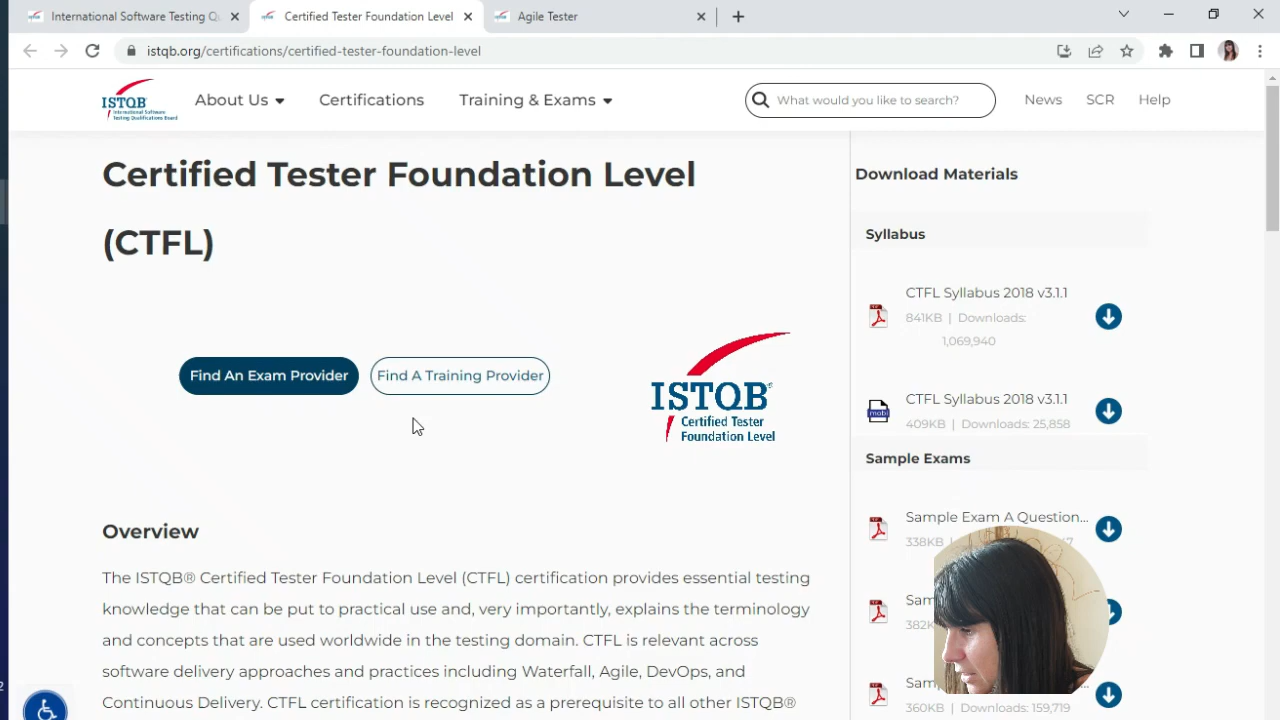 International Software Testing Q
Certified Tester Foundation Level
Agile Tester
istqb.org/certifications/certified-tester-foundation-level
ISTQB
International Software
Testing Qualifications Board
About Us
Certifications
Training & Exams
What would you like to search?
News
SCR
Help
Certified Tester Foundation Level
(CTFL)
Find An Exam Provider
Find A Training Provider
ISTQB®
Certified Tester
Foundation Level
Overview
The ISTQB® Certified Tester Foundation Level (CTFL) certification provides essential testing
knowledge that can be put to practical use and, very importantly, explains the terminology
and concepts that are used worldwide in the testing domain. CTFL is relevant across
software delivery approaches and practices including Waterfall, Agile, DevOps, and
Continuous Delivery. CTFL certification is recognized as a prerequisite to all other ISTQB®
Download Materials
Syllabus
CTFL Syllabus 2018 v3.1.1
841KB | Downloads:
1,069,940
CTFL Syllabus 2018 v3.1.1
mobi
409KB | Downloads: 25,858
Sample Exams
Sample Exam A Question...
338KB
382K
360KB | Downloads: 159,719
2